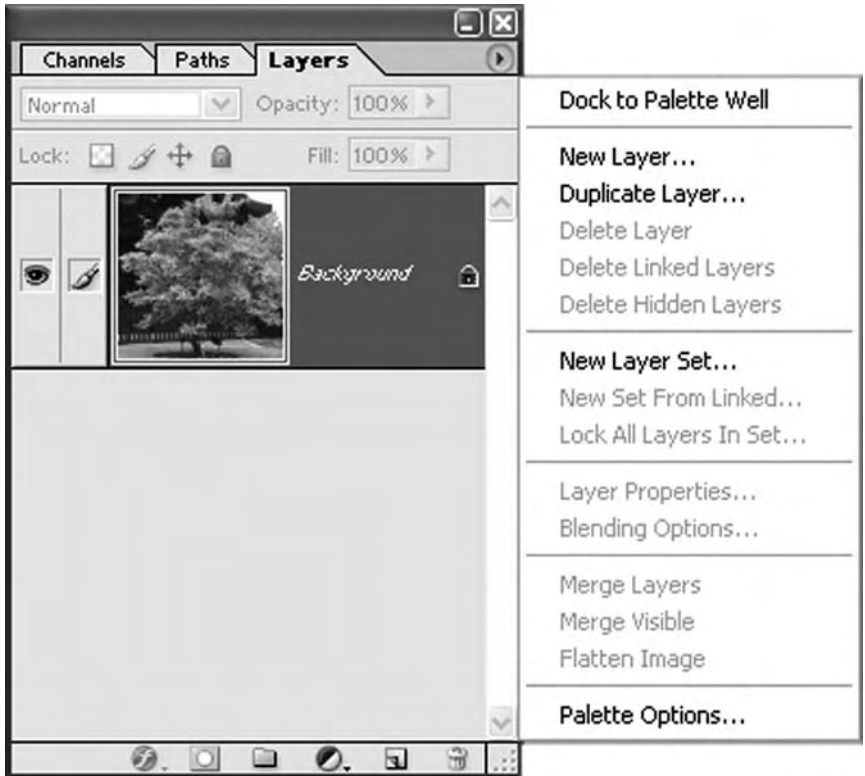 Channels Paths Layers
Normal Opacity: 100%
Lock: Fill: 100%
Background
Dock to Palette Well
New Layer...
Duplicate Layer...
Delete Layer
Delete Linked Layers
Delete Hidden Layers
New Layer Set...
New Set From Linked...
Lock All Layers In Set...
Layer Properties...
Blending Options...
Merge Layers
Merge Visible
Flatten Image
Palette Options...